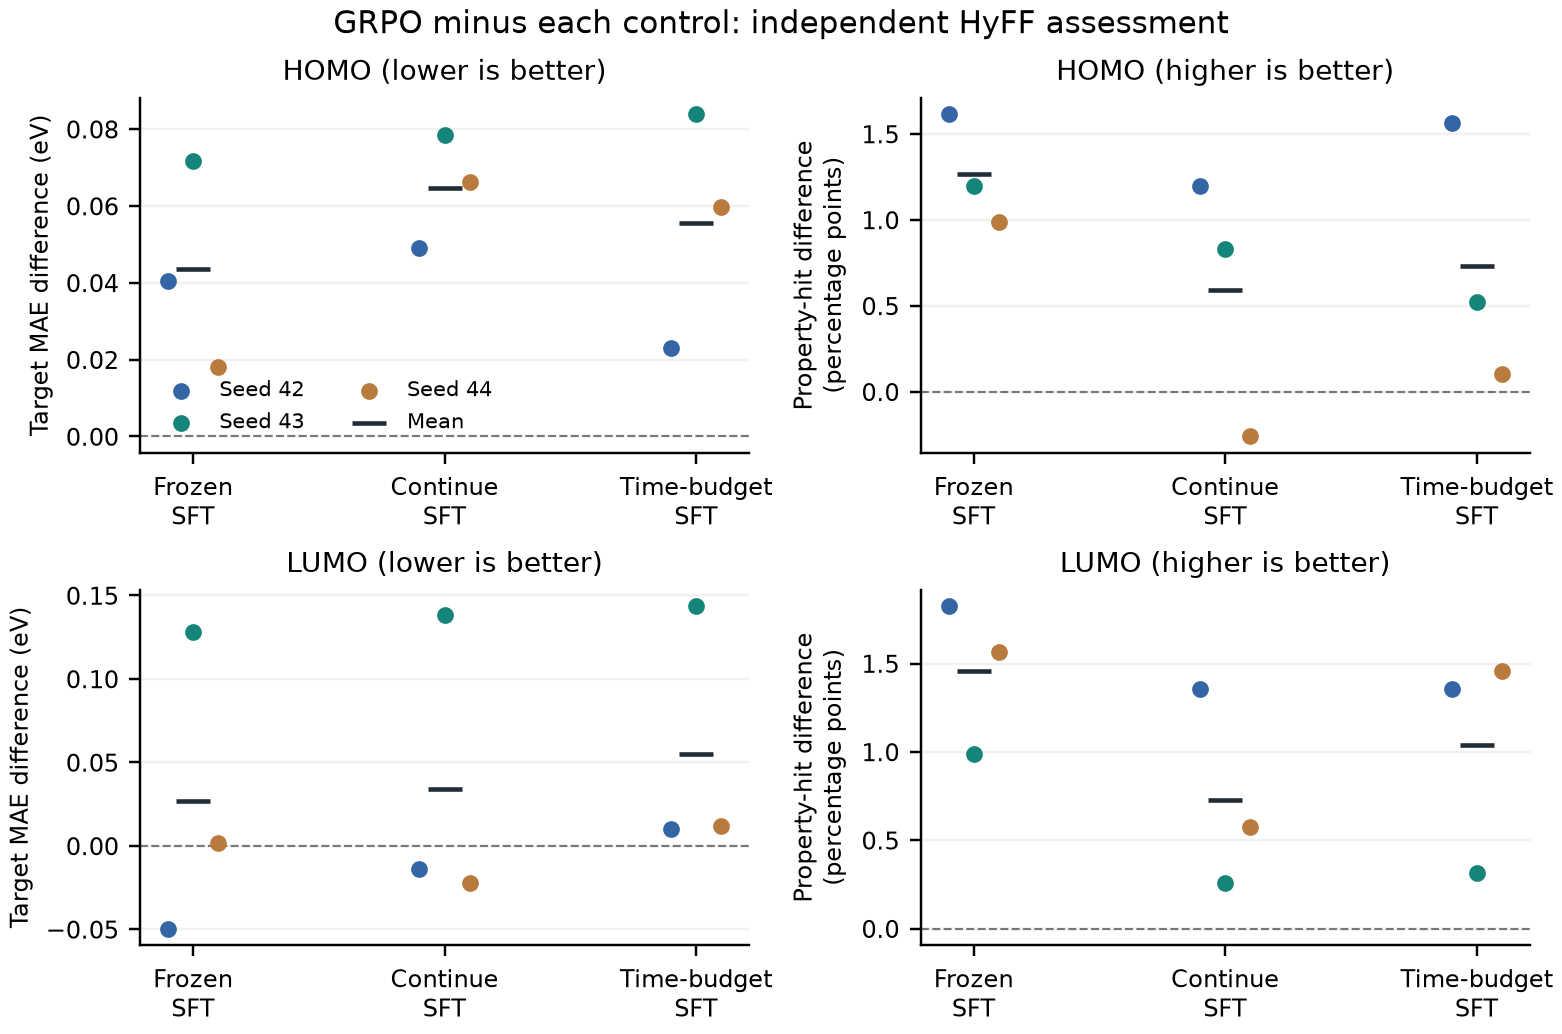 GRPO minus each control: independent HyFF assessment
HOMO (lower is better)
Target MAE difference (eV)
0.08
0.06
0.04
0.02
0.00
Seed 42
Seed 43
Seed 44
Mean
Frozen
SFT
Continue
SFT
Time-budget
SFT
HOMO (higher is better)
Property-hit difference
(percentage points)
1.5
1.0
0.5
0.0
Frozen
SFT
Continue
SFT
Time-budget
SFT
LUMO (lower is better)
Target MAE difference (eV)
0.15
0.10
0.05
0.00
−0.05
Frozen
SFT
Continue
SFT
Time-budget
SFT
LUMO (higher is better)
Property-hit difference
(percentage points)
1.5
1.0
0.5
0.0
Frozen
SFT
Continue
SFT
Time-budget
SFT